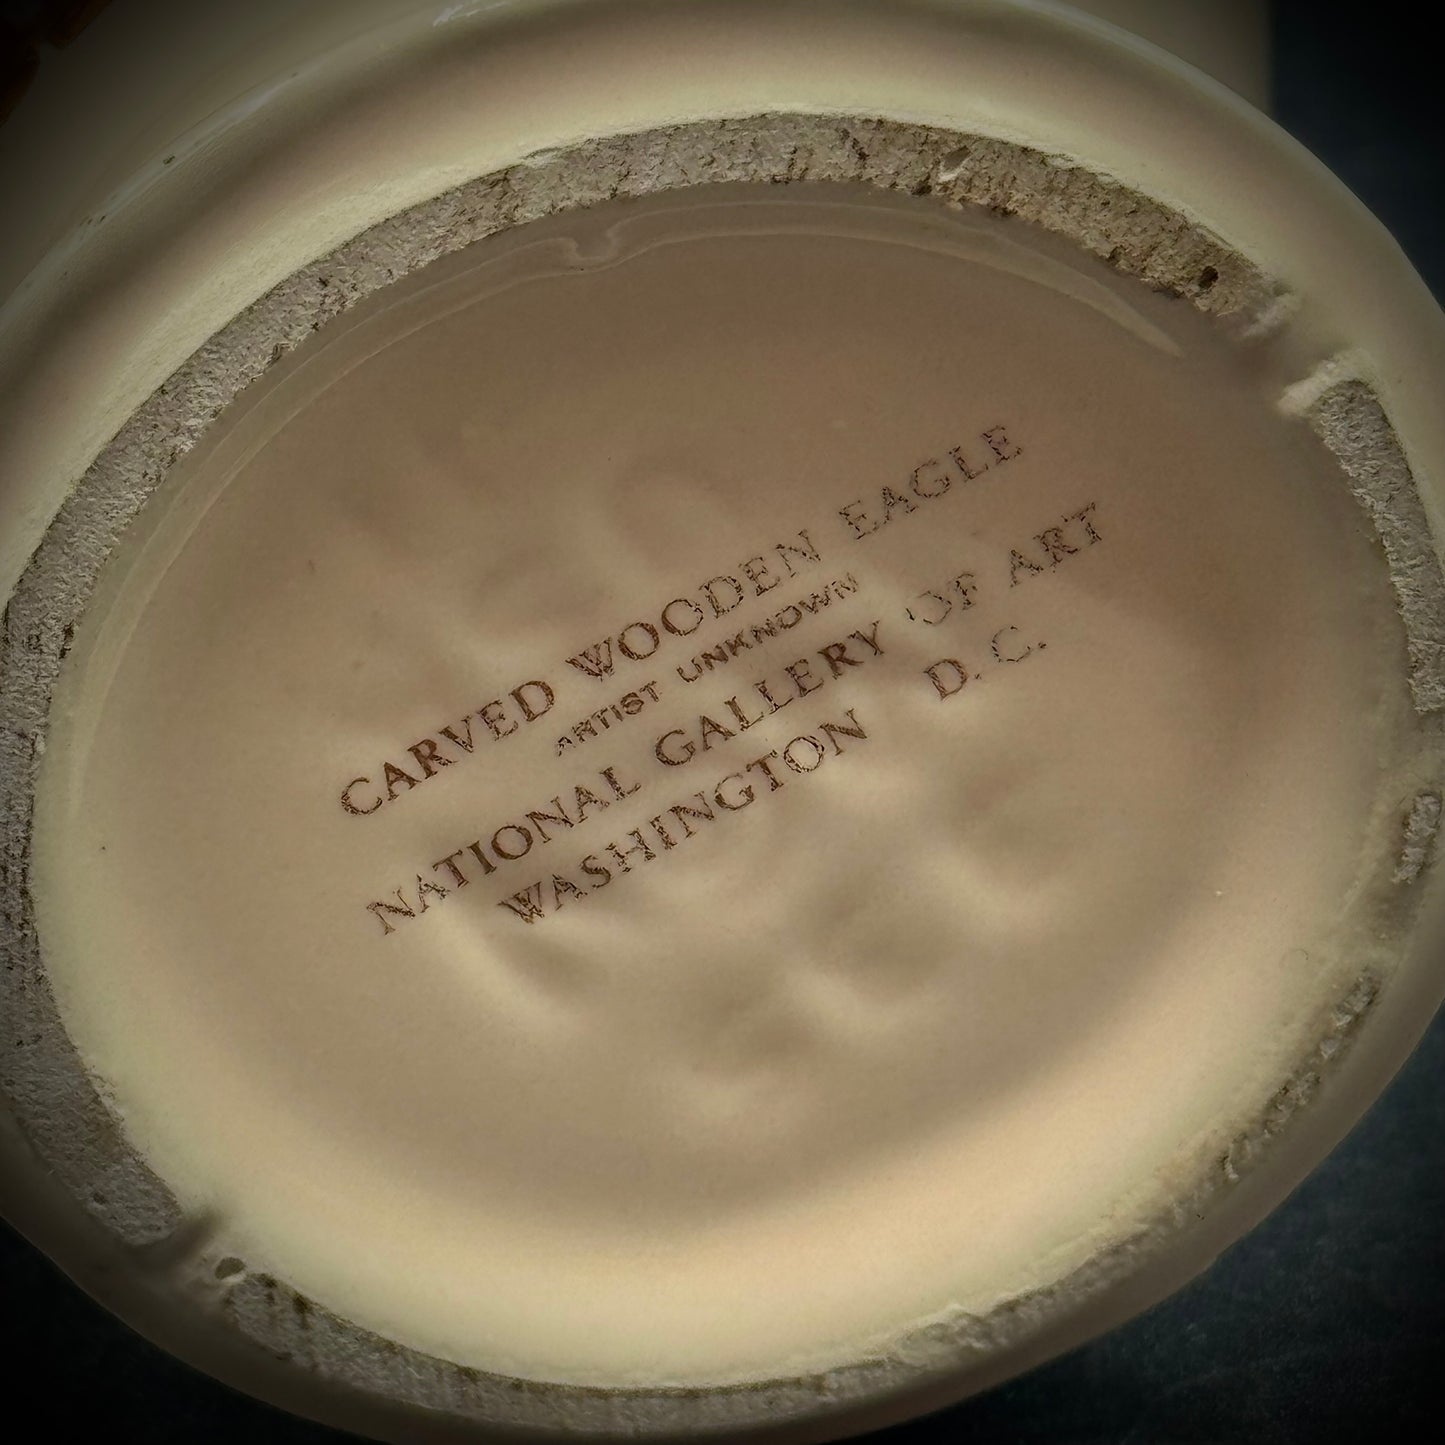 CARVED WOODEN EAGLE
ARTIST UNKNOWN
NATIONAL GALLERY OF ART
WASHINGTON D.C.